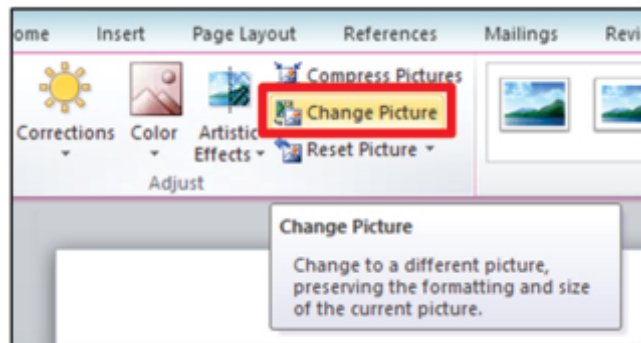 ome Insert Page Layout References Mailings Revi
Compress Pictures
Change Picture
Corrections Color Artistic Effects
Reset Picture
Adjust
Change Picture
Change to a different picture,
preserving the formatting and size
of the current picture.